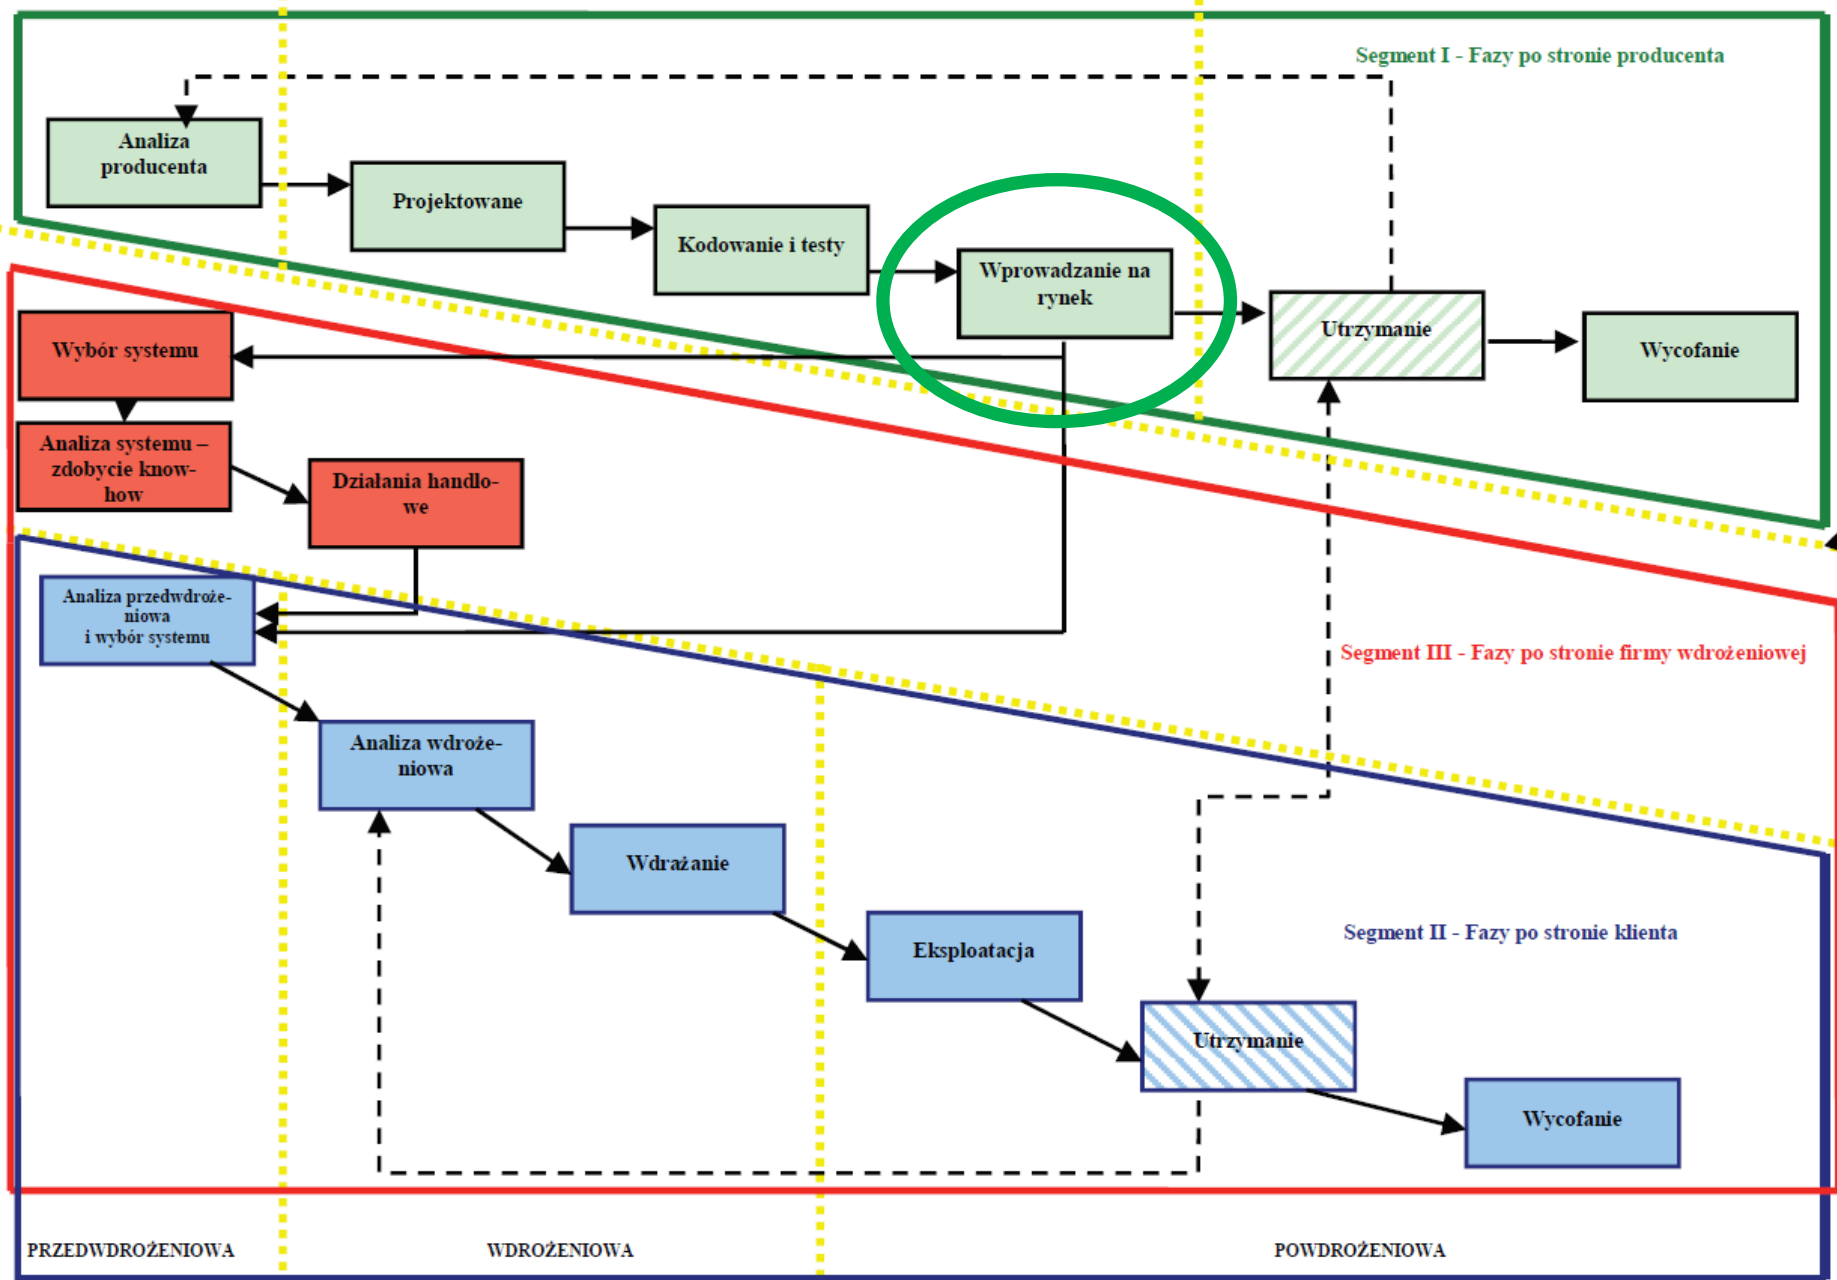 Segment I - Fazy po stronie producenta
Analiza
producenta
Projektowane
Kodowanie i testy
Wprowadzanie na
rynek
Utrzymanie
Wycofanie
Wybór systemu
Analiza systemu –
zdobycie know-
how
Działania handlo-
we
Segment III - Fazy po stronie firmy wdrożeniowej
Analiza przedwdroże-
niowa
i wybór systemu
Analiza wdroże-
niowa
Wdrażanie
Eksploatacja
Segment II - Fazy po stronie klienta
Utrzymanie
Wycofanie
PRZEDWDROŻENIOWA
WDROŻENIOWA
POWDROŻENIOWA